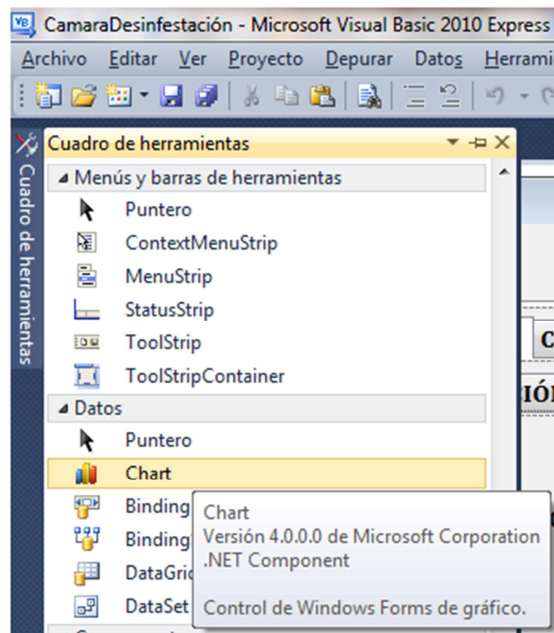 CamaraDesinfestación - Microsoft Visual Basic 2010 Express
Archivo Editar Ver Proyecto Depurar Datos Herrami
Cuadro de herramientas
Cuadro de herramientas
Menús y barras de herramientas
Puntero
ContextMenuStrip
MenuStrip
StatusStrip
ToolStrip
ToolStripContainer
Datos
Puntero
Chart
Binding
Binding
DataGrid
DataSet
Chart
Versión 4.0.0.0 de Microsoft Corporation
.NET Component
Control de Windows Forms de gráfico.